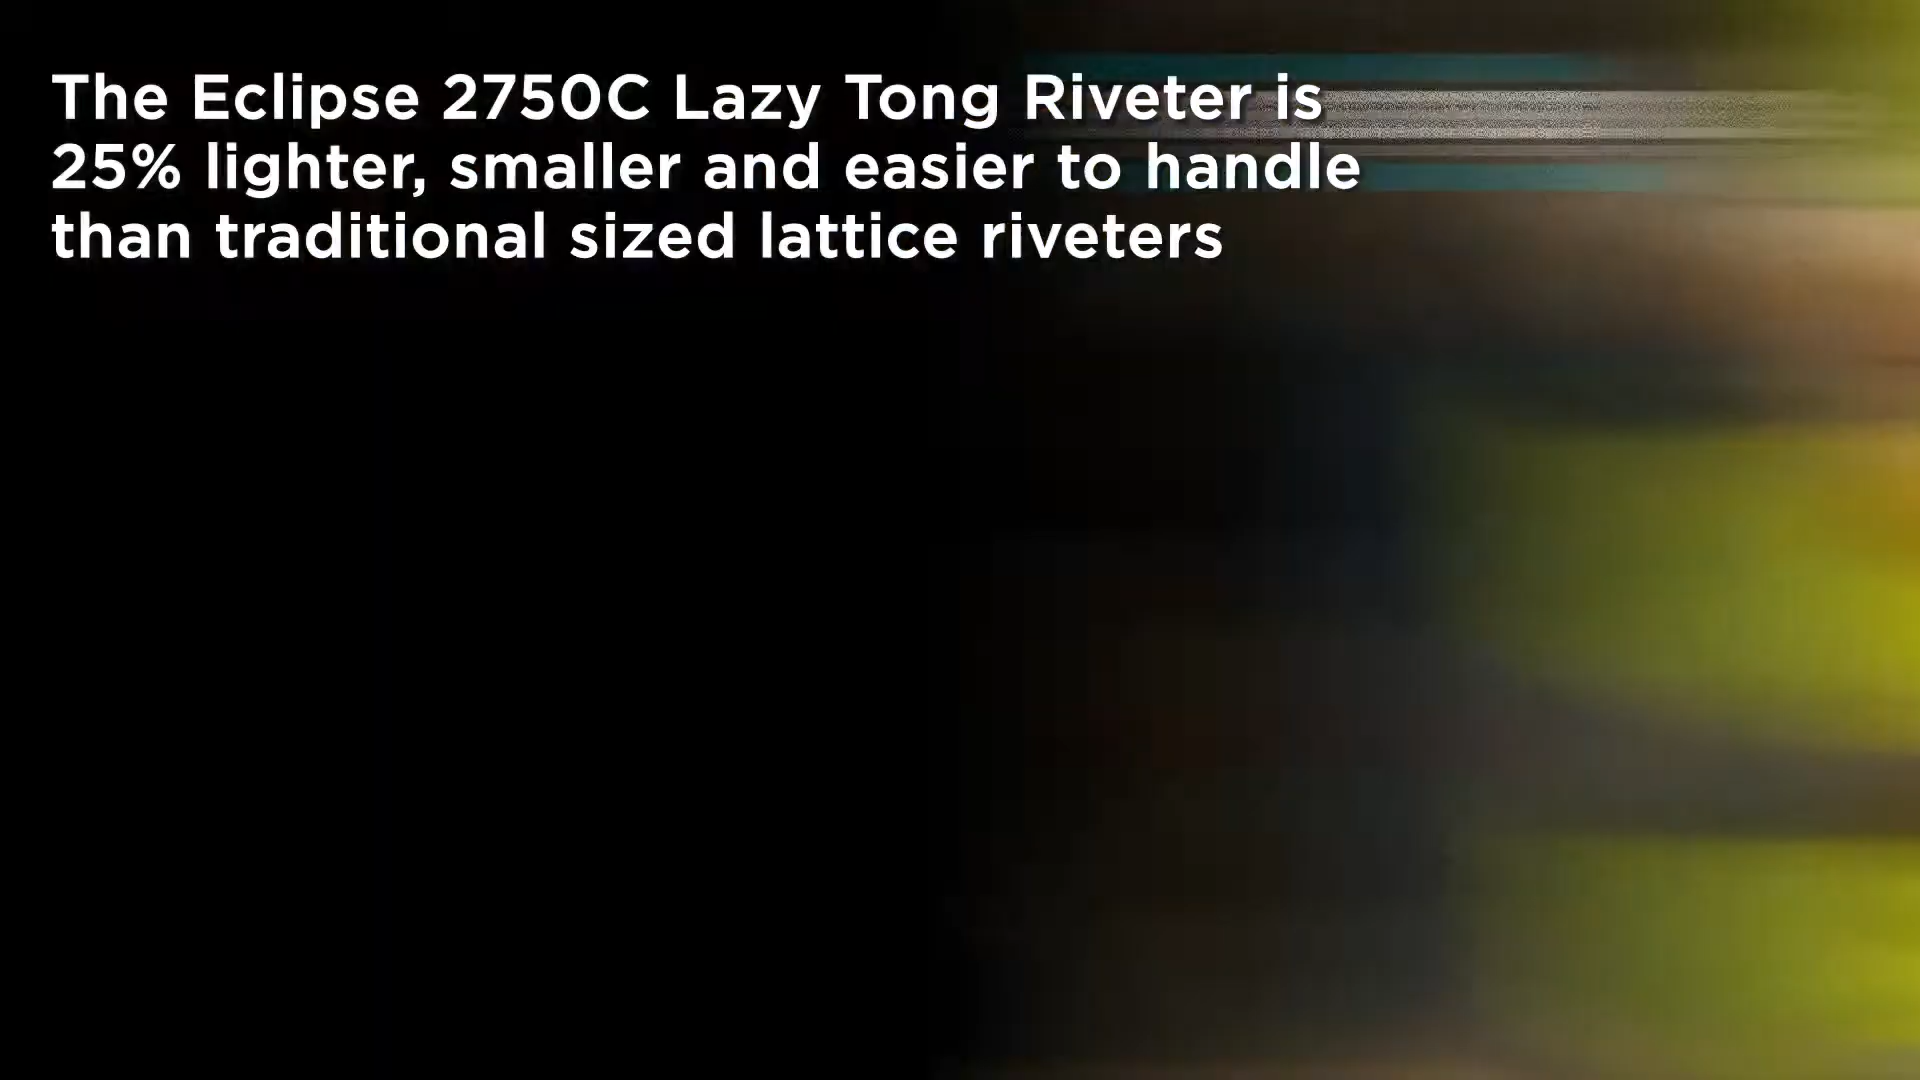 The Eclipse 2750C Lazy Tong Riveter is
25% lighter, smaller and easier to handle
than traditional sized lattice riveters